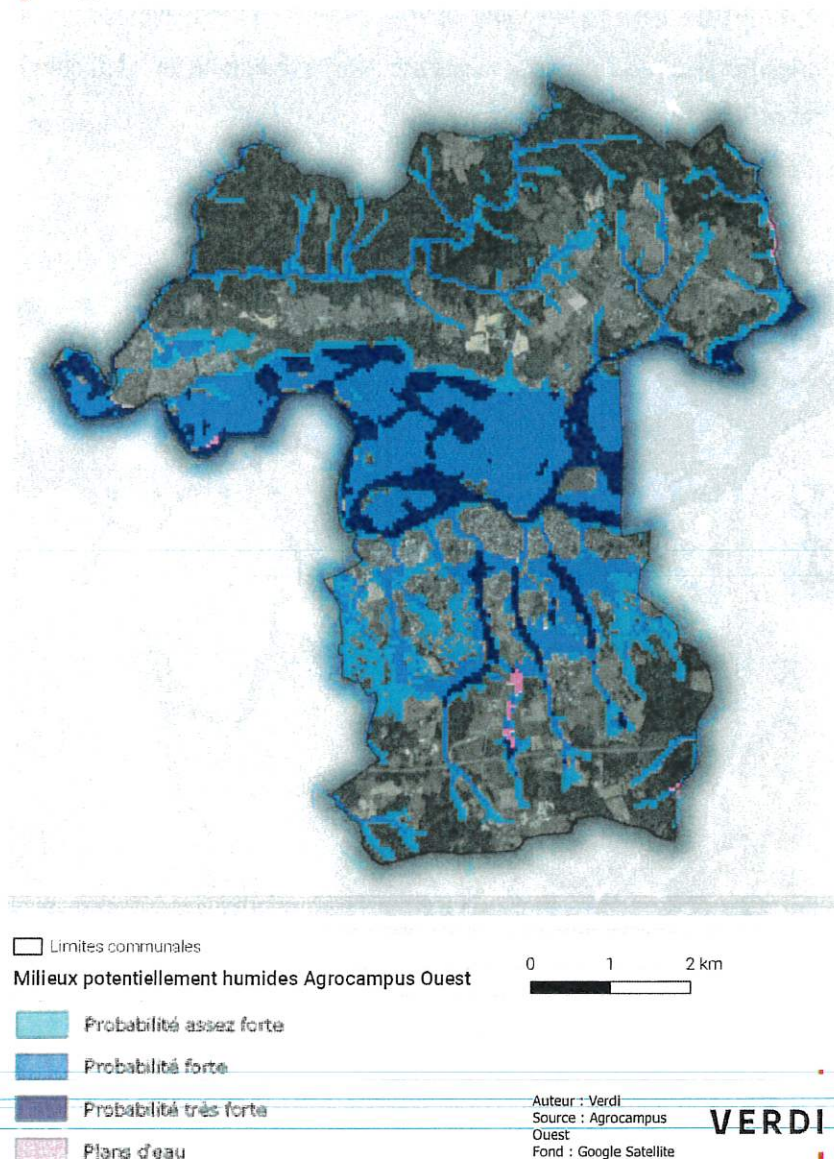 Limites communales
Milieux potentiellement humides Agrocampus Ouest
0 1 2 km
Probabilité assez forte
Probabilité forte
Probabilité très forte
Plans d'eau
Auteur : Verdi
Source : Agrocampus
Ouest
Fond : Google Satellite
VERDI